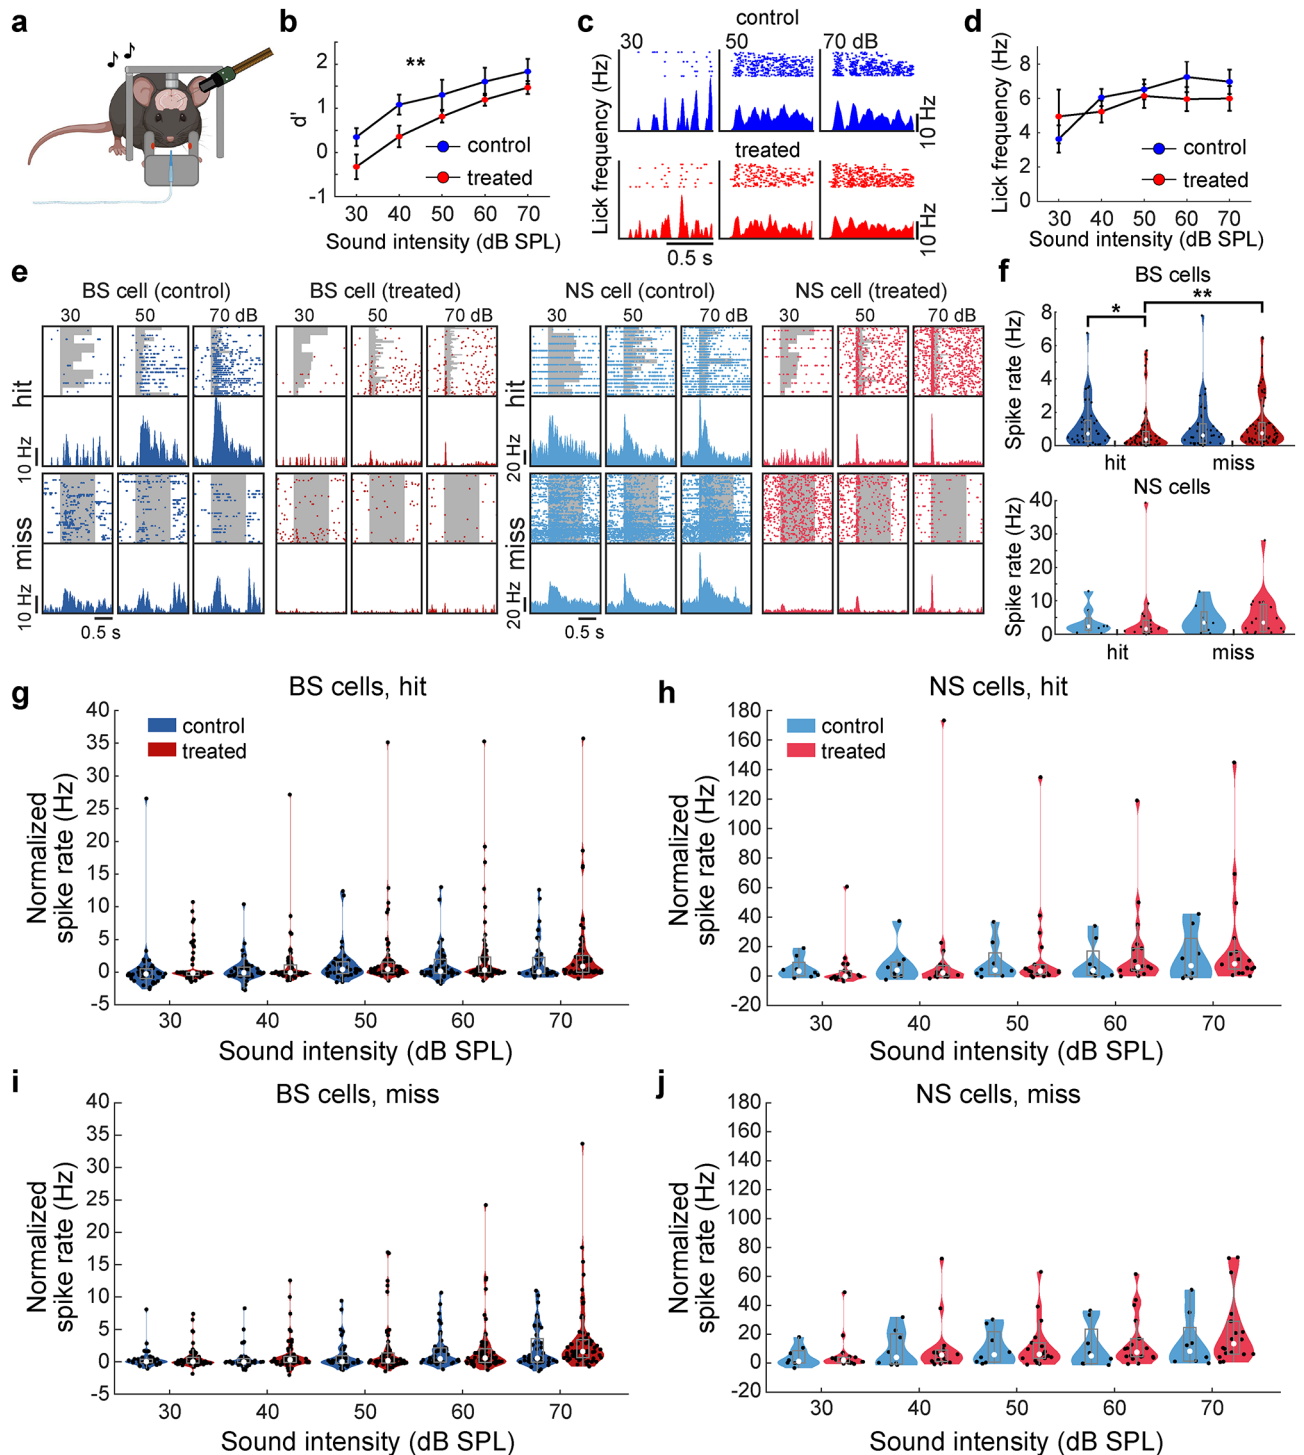 a
b
**
2
1
0
-1
d'
control
treated
30 40 50 60 70
Sound intensity (dB SPL)
c
control
30 50 70 dB
Lick frequency (Hz)
10 Hz
treated
10 Hz
0.5 s
d
8
6
4
2
0
Lick frequency (Hz)
control
treated
30 40 50 60 70
Sound intensity (dB SPL)
e
BS cell (control) BS cell (treated) NS cell (control) NS cell (treated)
30 50 70 dB 30 50 70 dB 30 50 70 dB 30 50 70 dB
hit hit
10 Hz 20 Hz
miss miss
10 Hz 20 Hz
0.5 s 0.5 s
f
BS cells
* **
8
6
4
2
0
Spike rate (Hz)
hit miss
NS cells
40
30
20
10
0
Spike rate (Hz)
hit miss
g
BS cells, hit
40
35
30
25
20
15
10
5
0
-5
Normalized
spike rate (Hz)
control
treated
30 40 50 60 70
Sound intensity (dB SPL)
h
NS cells, hit
180
160
140
120
100
80
60
40
20
0
-20
Normalized
spike rate (Hz)
control
treated
30 40 50 60 70
Sound intensity (dB SPL)
i
BS cells, miss
40
35
30
25
20
15
10
5
0
-5
Normalized
spike rate (Hz)
30 40 50 60 70
Sound intensity (dB SPL)
j
NS cells, miss
180
160
140
120
100
80
60
40
20
0
-20
Normalized
spike rate (Hz)
30 40 50 60 70
Sound intensity (dB SPL)